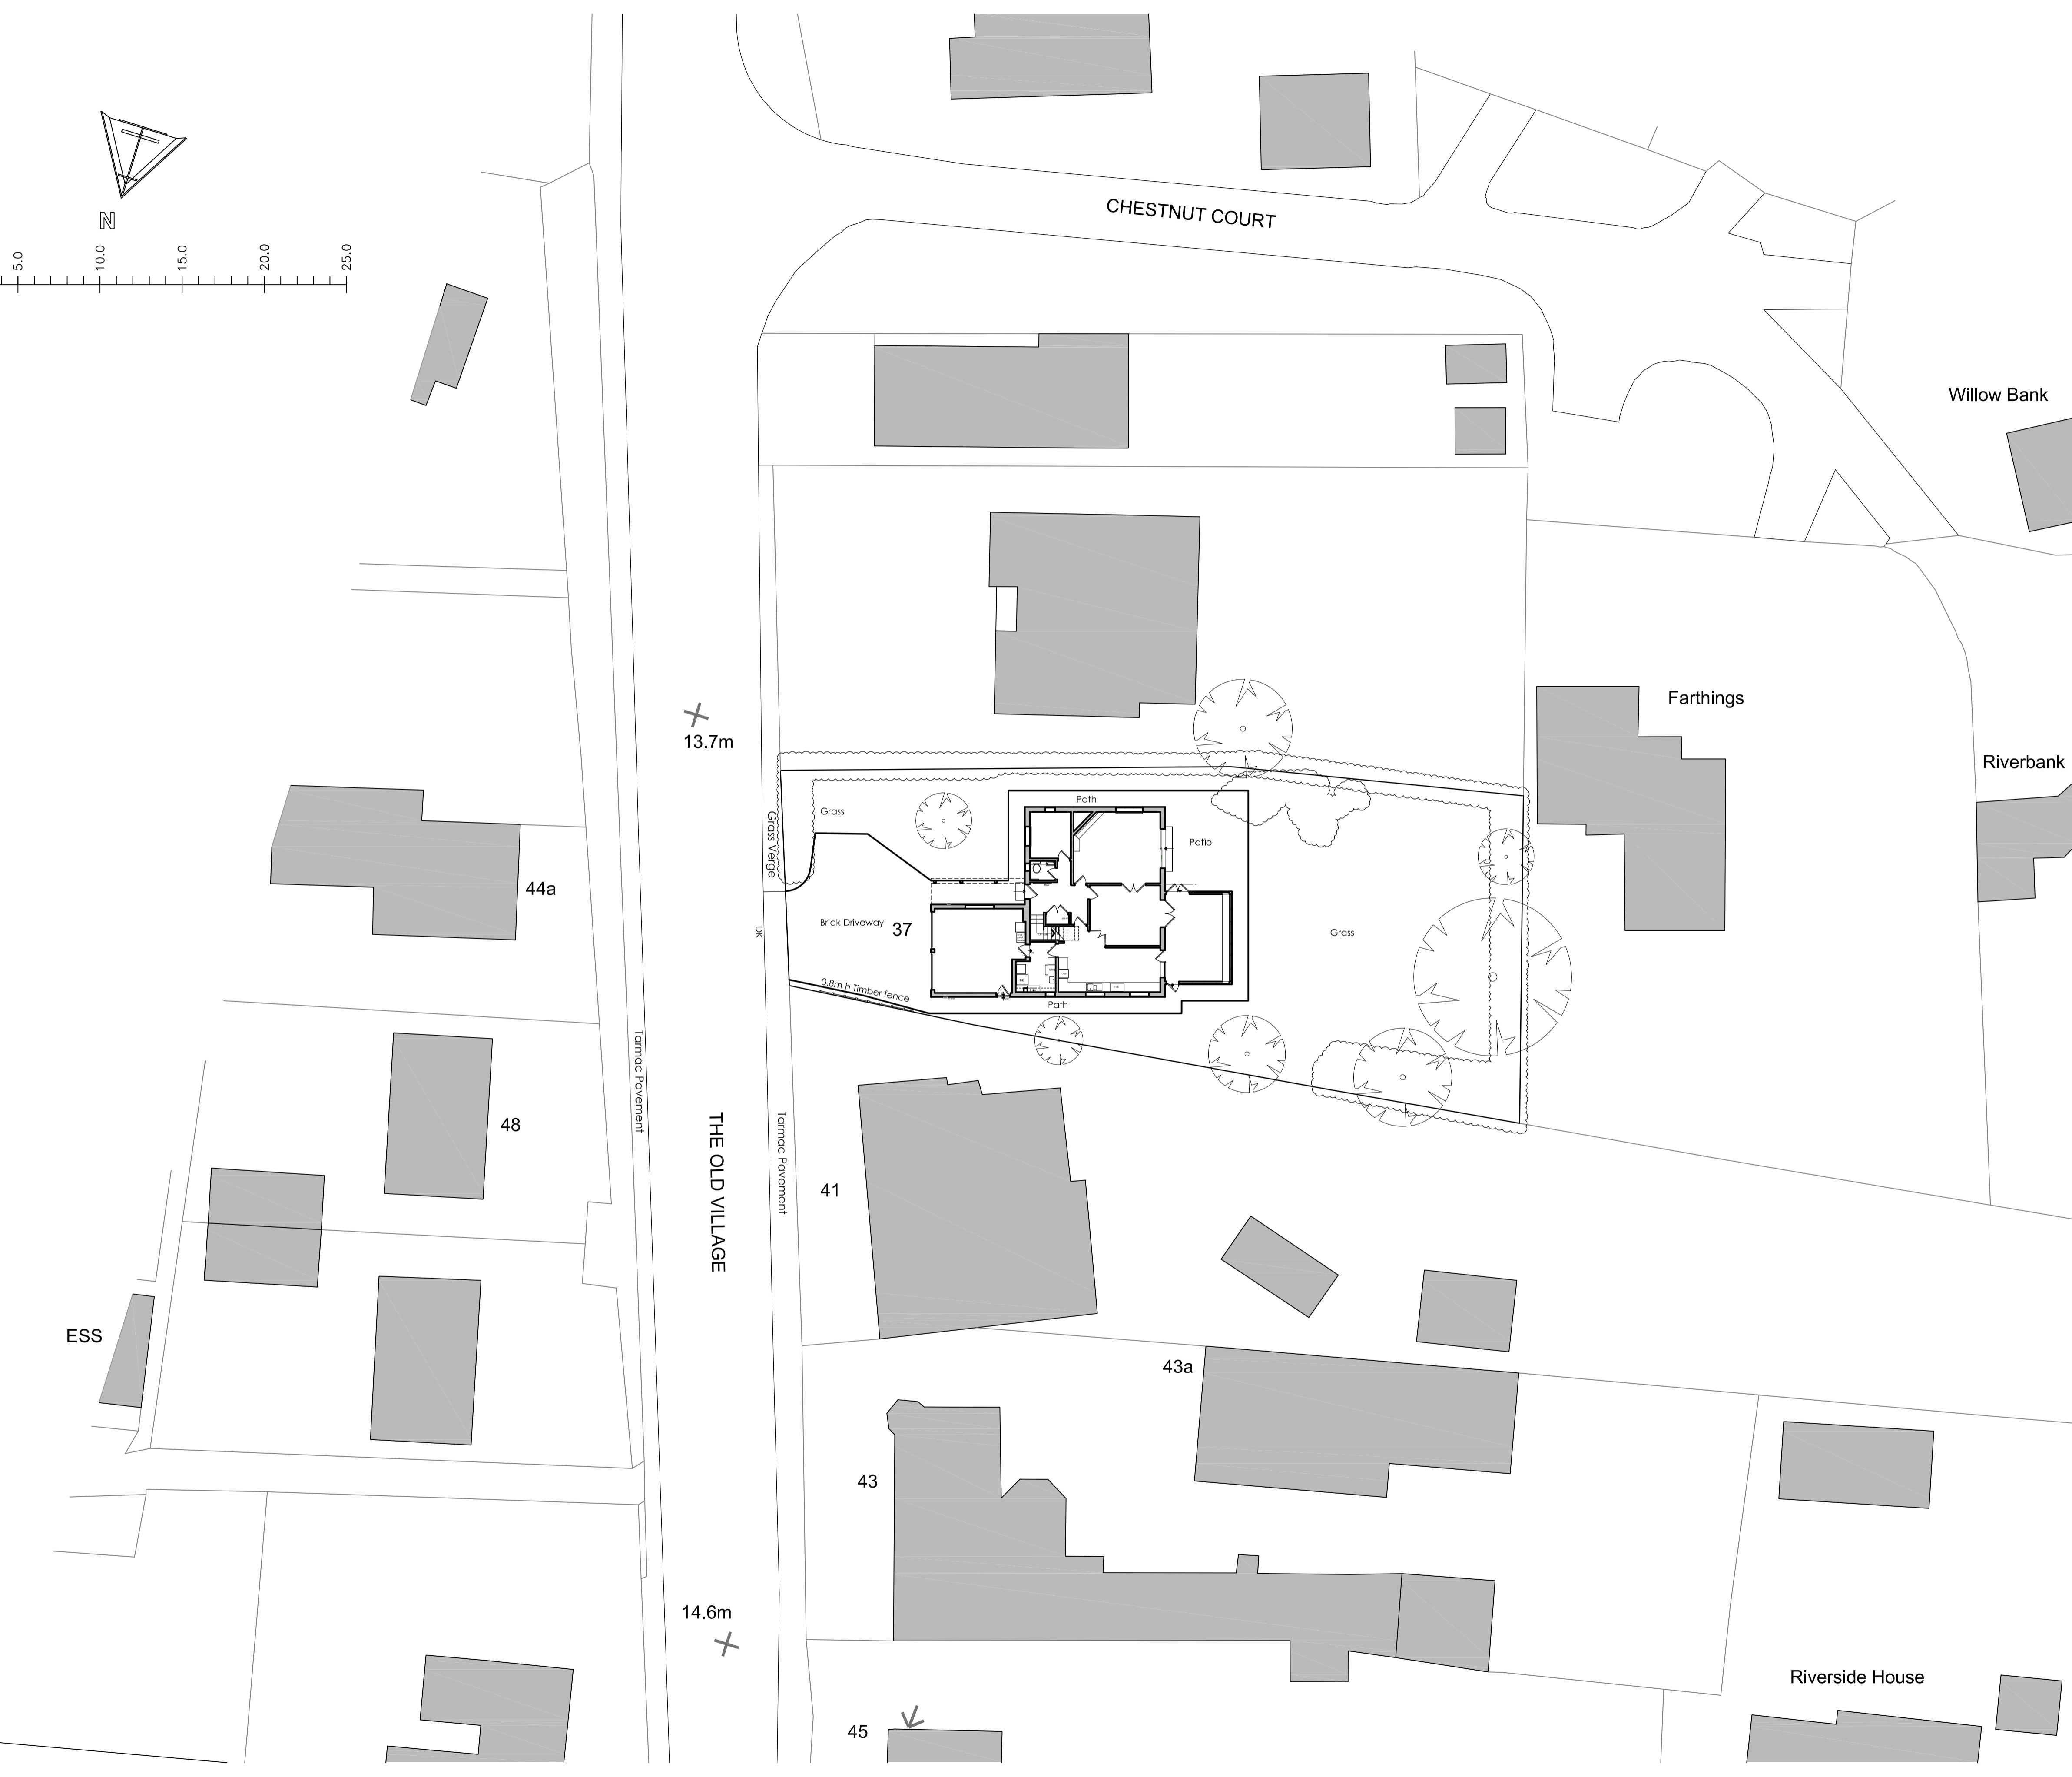 CHESTNUT COURT
N
5.0
10.0
15.0
20.0
25.0
Willow Bank
Farthings
13.7m
Riverbank
Path
Grass
Grass Verge
Patio
44a
Brick Driveway
37
DK
Grass
0.8m h Timber fence
Path
Tarmac Pavement
48
THE OLD VILLAGE
Tarmac Pavement
41
ESS
43a
43
14.6m
Riverside House
45